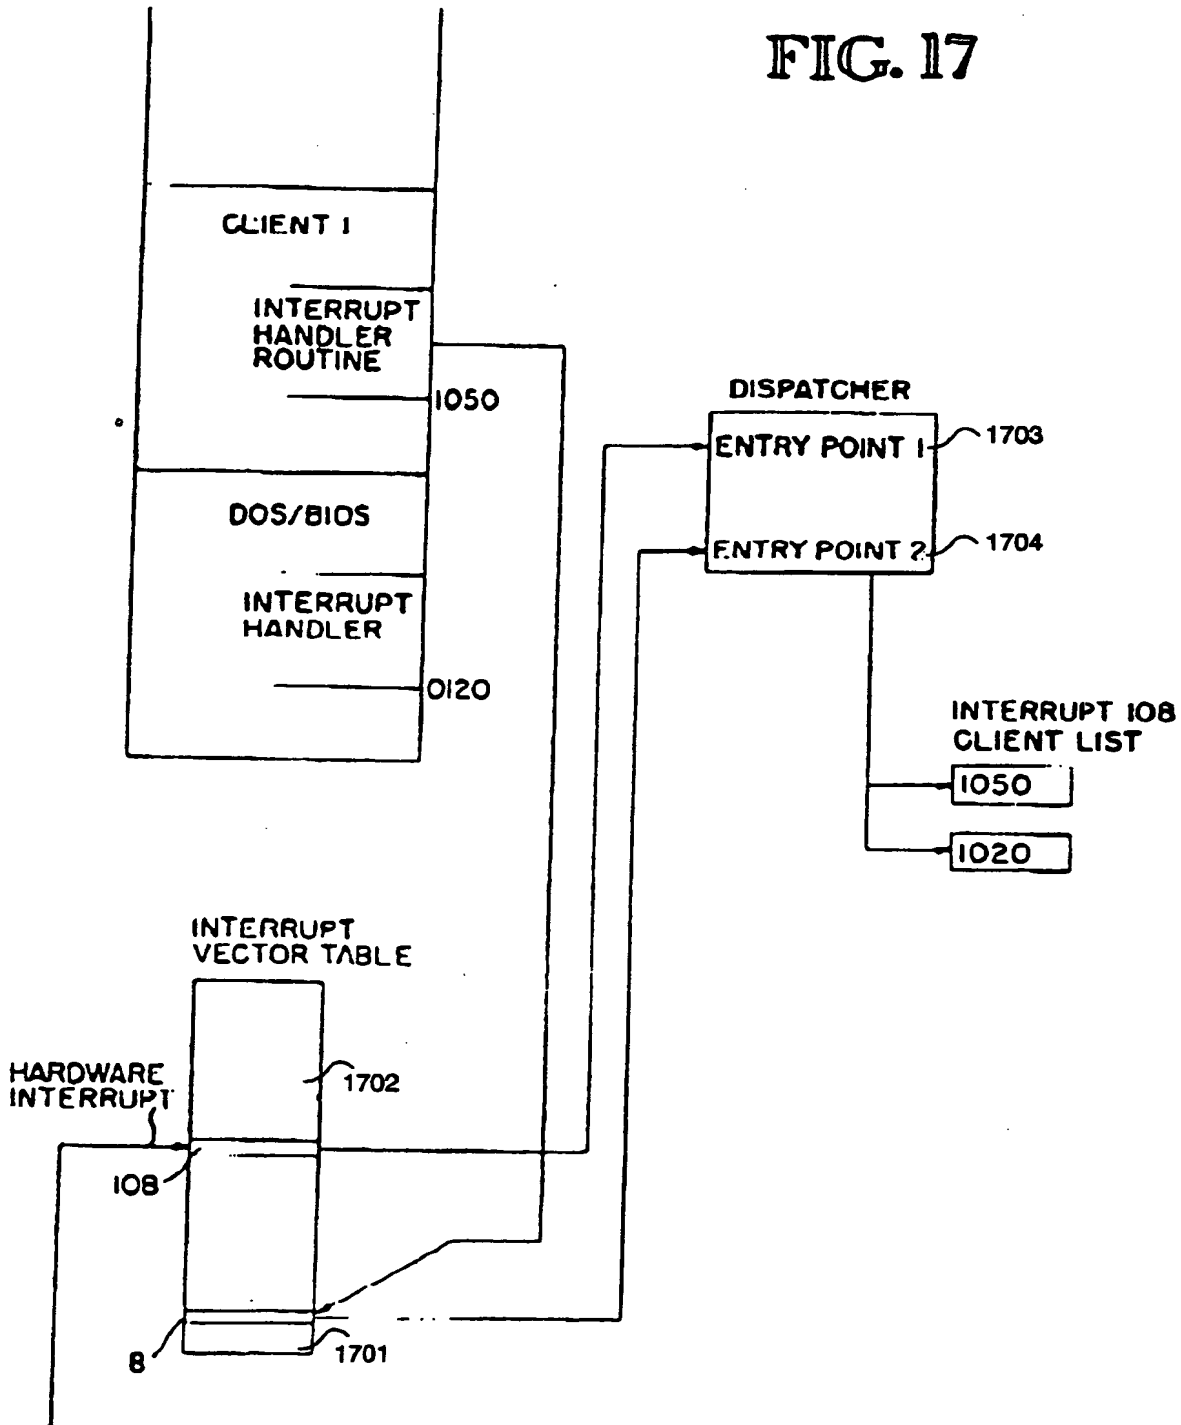 FIG. 17
CLIENT 1
INTERRUPT
HANDLER
ROUTINE
1050
DOS/BIOS
INTERRUPT
HANDLER
0120
DISPATCHER
ENTRY POINT 1
1703
ENTRY POINT 2
1704
INTERRUPT 108
CLIENT LIST
1050
1020
INTERRUPT
VECTOR TABLE
1702
HARDWARE
INTERRUPT
108
8
1701